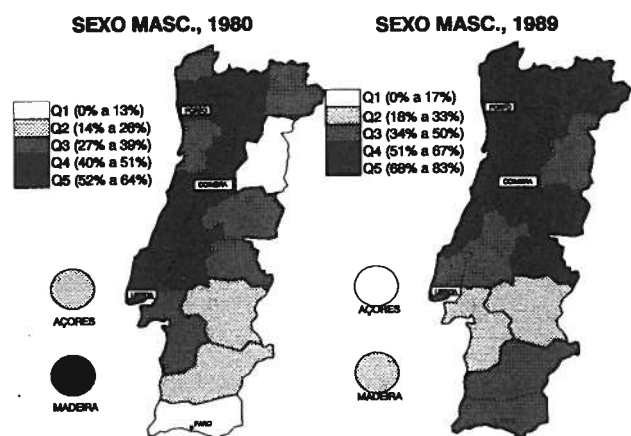 SEXO MASC., 1980
Q1 (0% a 13%)
Q2 (14% a 26%)
Q3 (27% a 39%)
Q4 (40% a 51%)
Q5 (52% a 64%)
PORTO
COIMBRA
LISBOA
FARO
AÇORES
MADEIRA
SEXO MASC., 1989
Q1 (0% a 17%)
Q2 (18% a 33%)
Q3 (34% a 50%)
Q4 (51% a 67%)
Q5 (68% a 83%)
PORTO
COIMBRA
LISBOA
AÇORES
MADEIRA